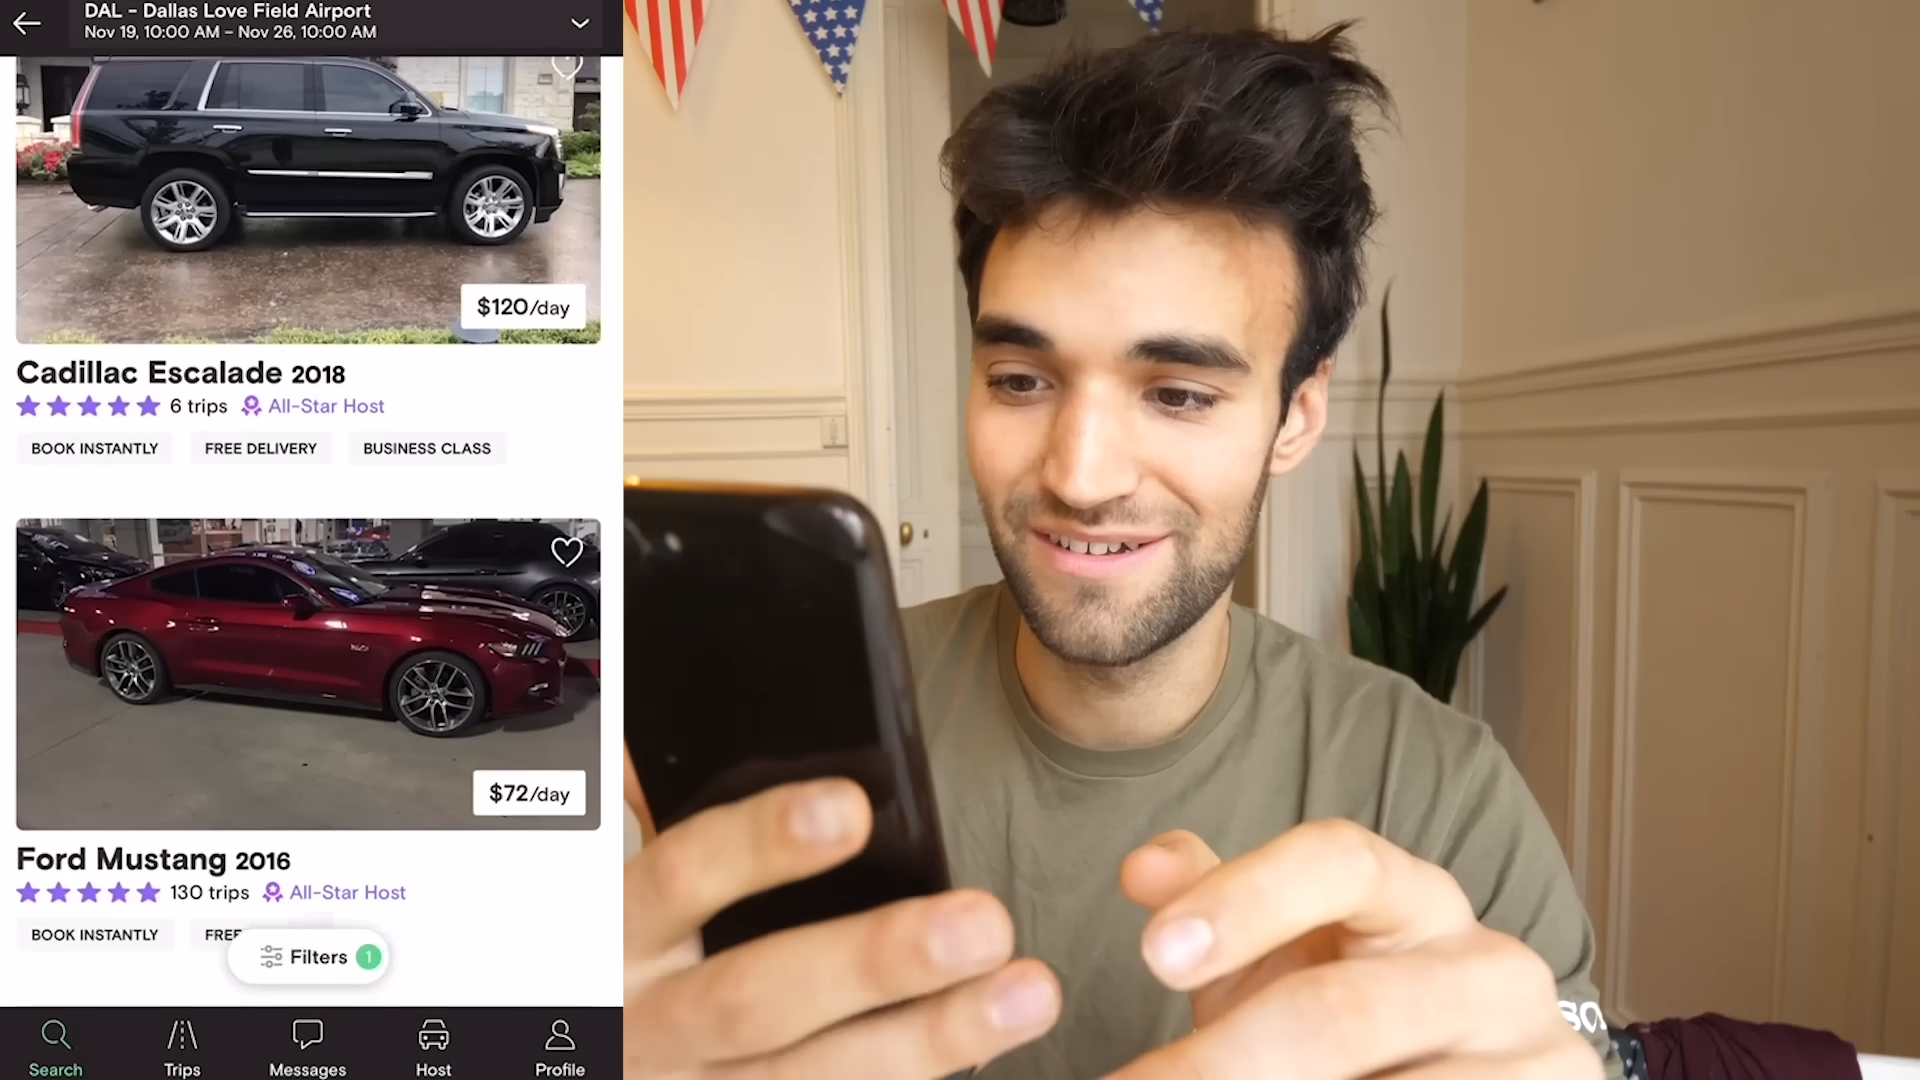 DAL - Dallas Love Field Airport
Nov 19, 10:00 AM - Nov 26, 10:00 AM
$120/day
Cadillac Escalade 2018
6 trips All-Star Host
BOOK INSTANTLY FREE DELIVERY BUSINESS CLASS
$72/day
Ford Mustang 2016
130 trips All-Star Host
BOOK INSTANTLY FREE
Filters 1
Search Trips Messages Host Profile